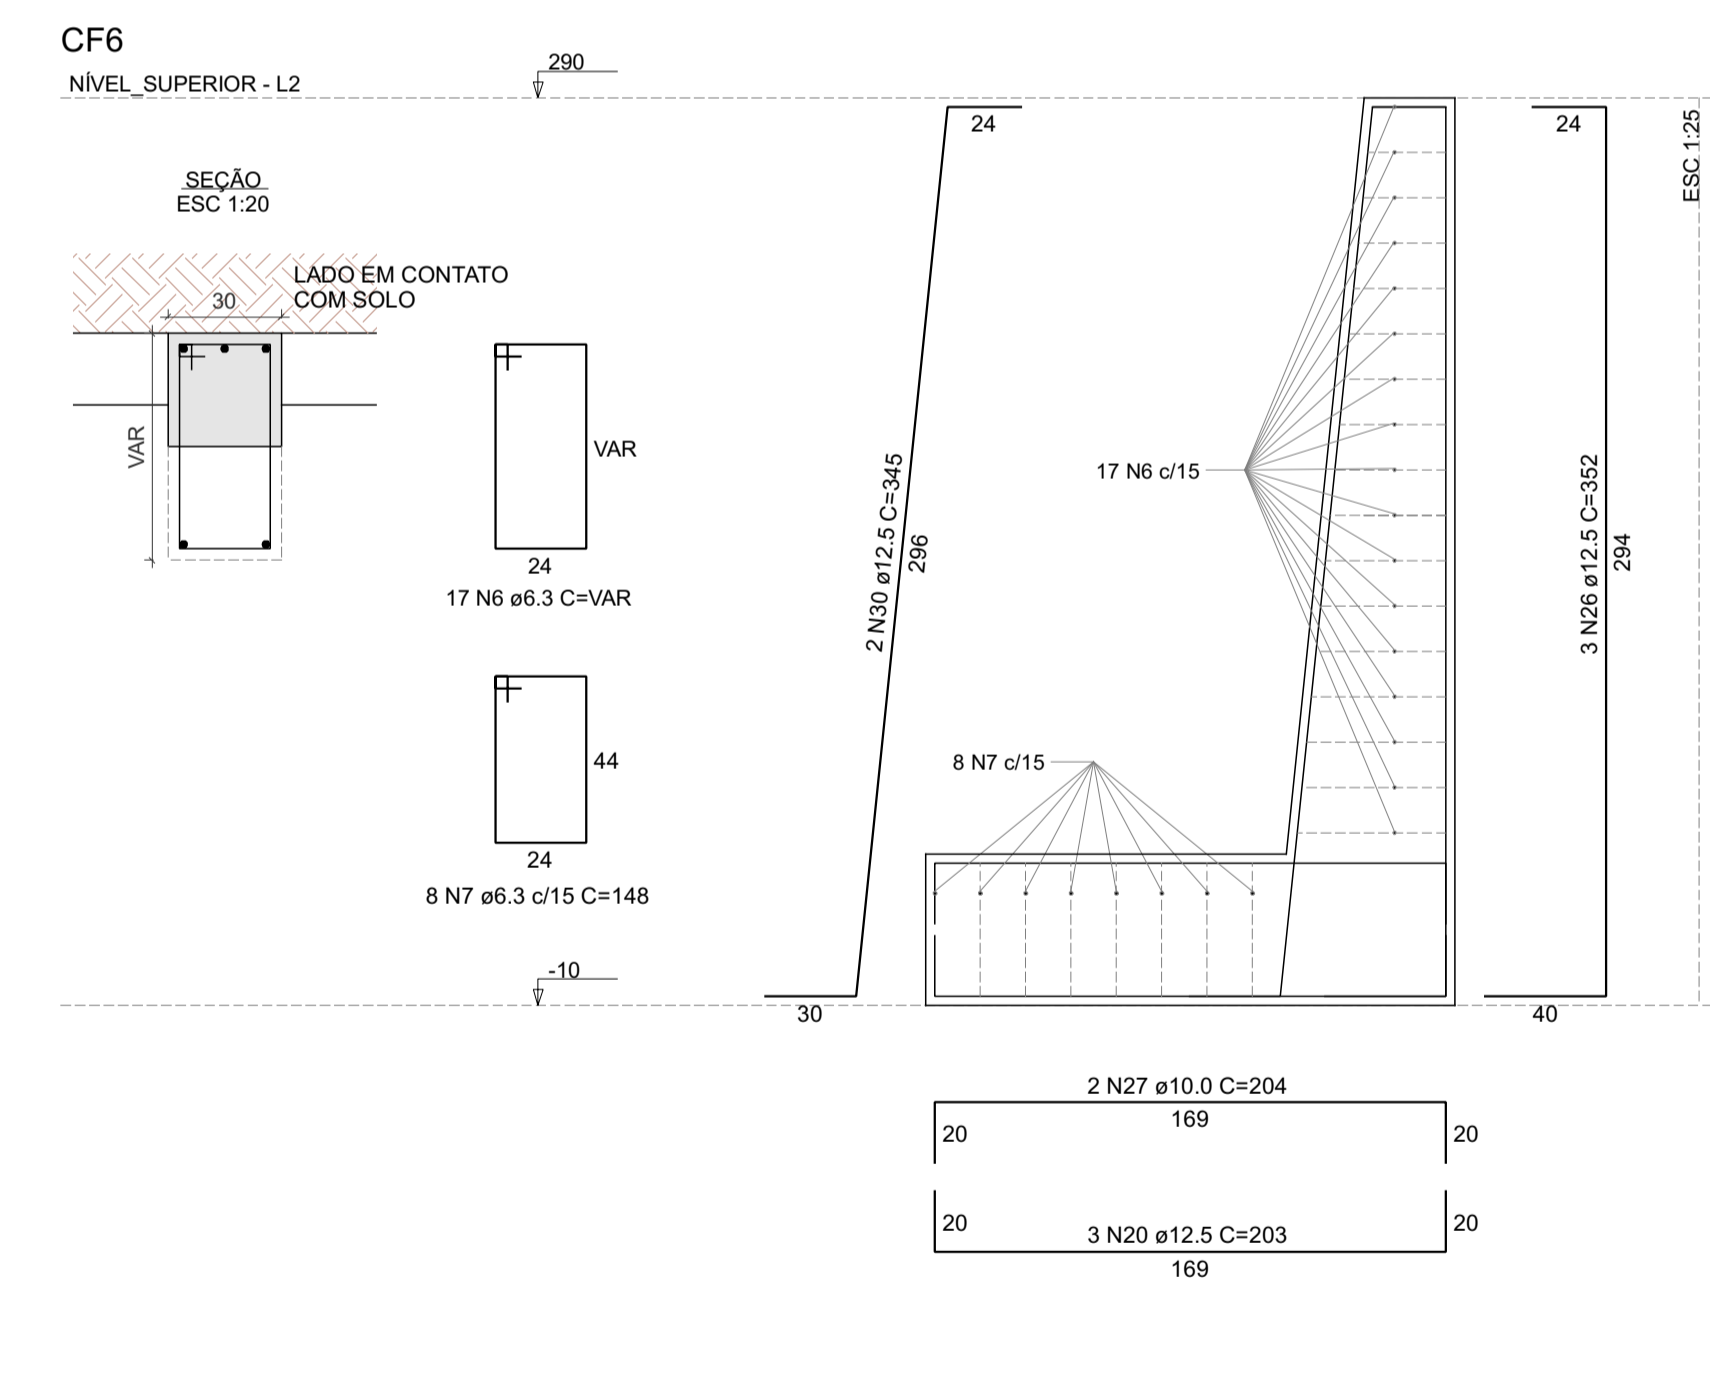 CF6
NÍVEL_SUPERIOR - L2
290
24
24
ESC 1:25
SEÇÃO
ESC 1:20
LADO EM CONTATO
COM SOLO
30
VAR
VAR
24
17 N6 ø6.3 C=VAR
2 N30 ø12.5 C=345
296
17 N6 c/15
3 N26 ø12.5 C=352
294
44
24
8 N7 ø6.3 c/15 C=148
8 N7 c/15
-10
30
40
2 N27 ø10.0 C=204
169
20
20
20
20
3 N20 ø12.5 C=203
169